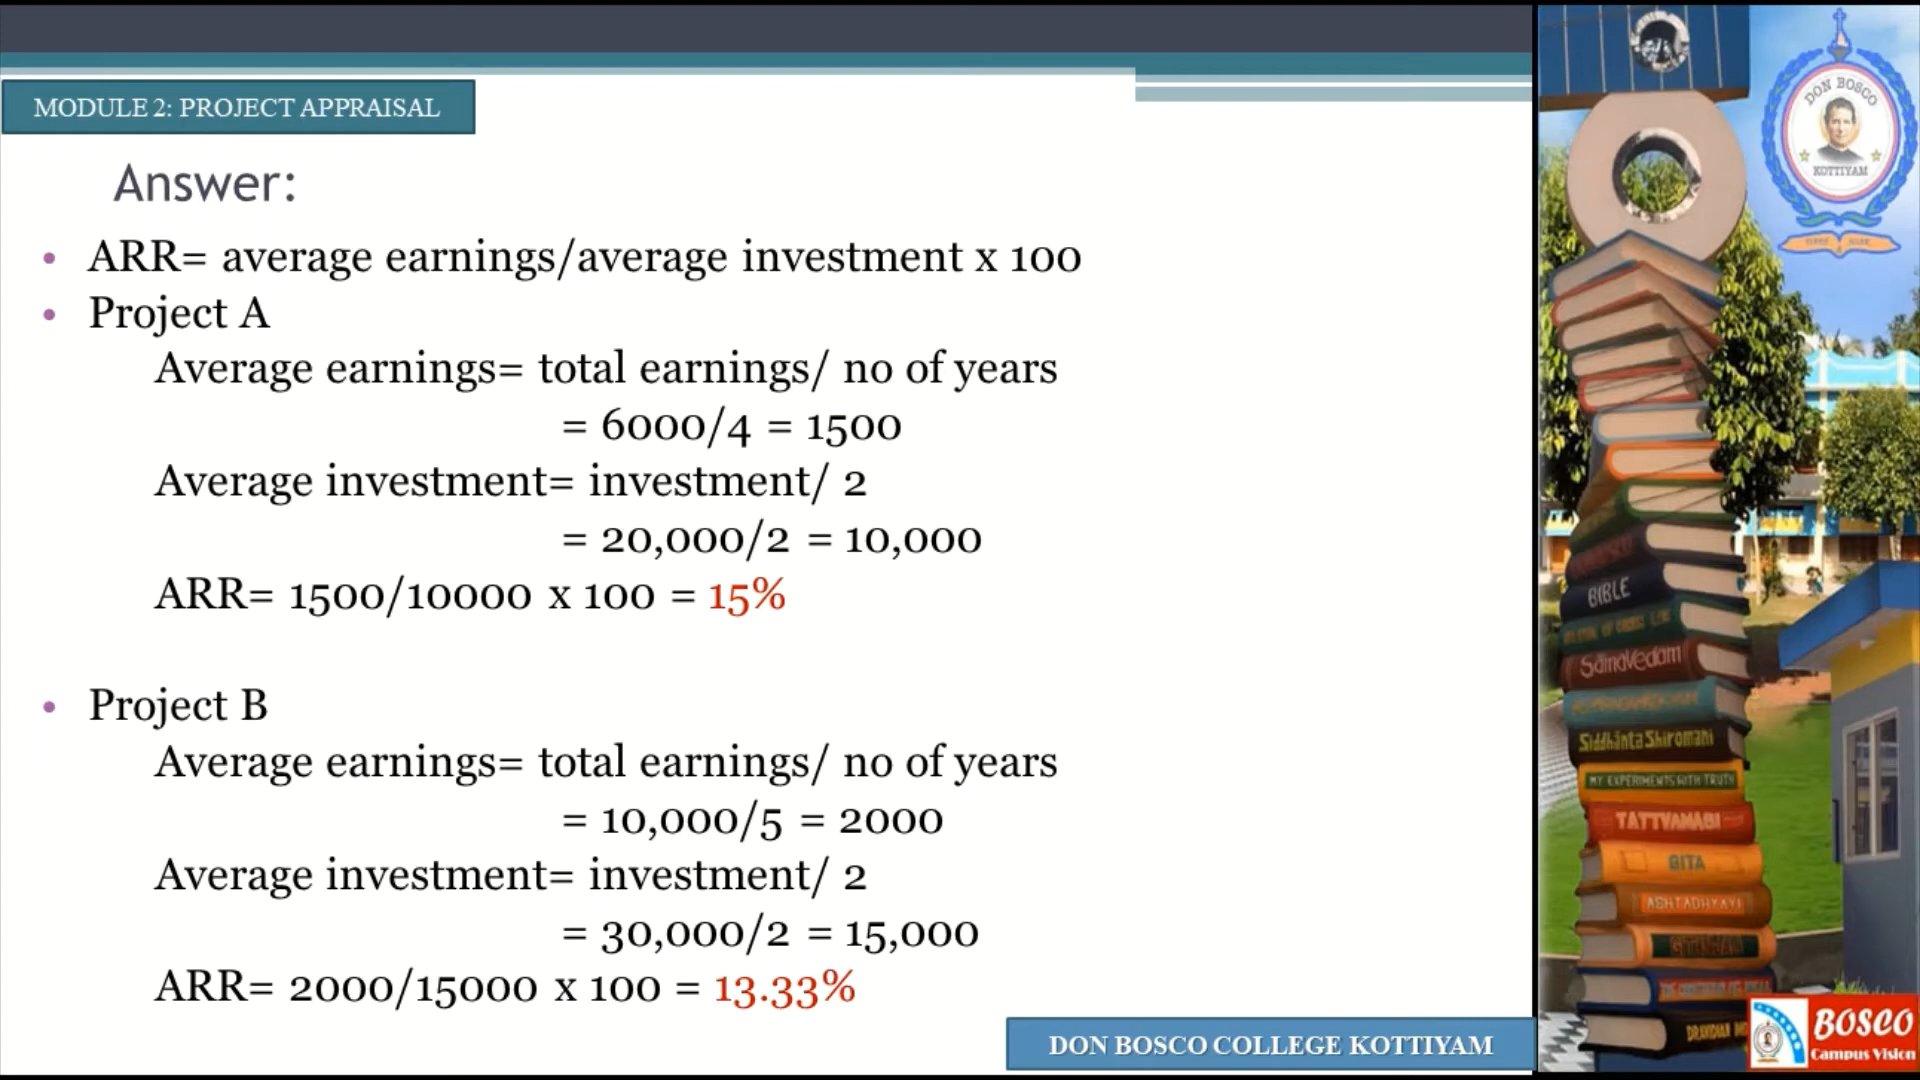 MODULE 2: PROJECT APPRAISAL
Answer:
• ARR= average earnings/average investment x 100
• Project A
Average earnings= total earnings/ no of years
= 6000/4 = 1500
Average investment= investment/ 2
= 20,000/2 = 10,000
ARR= 1500/10000 x 100 = 15%
• Project B
Average earnings= total earnings/ no of years
= 10,000/5 = 2000
Average investment= investment/ 2
= 30,000/2 = 15,000
ARR= 2000/15000 x 100 = 13.33%
DON BOSCO COLLEGE KOTTIYAM
DON BOSCO
KOTTIYAM
BIBLE
SamaVedam
Siddhānta Shiromani
MY EXPERIMENTS WITH TRUTH
TATTVAMASI
GITA
ASHTADHYAYI
BOSCO
Campus Vision